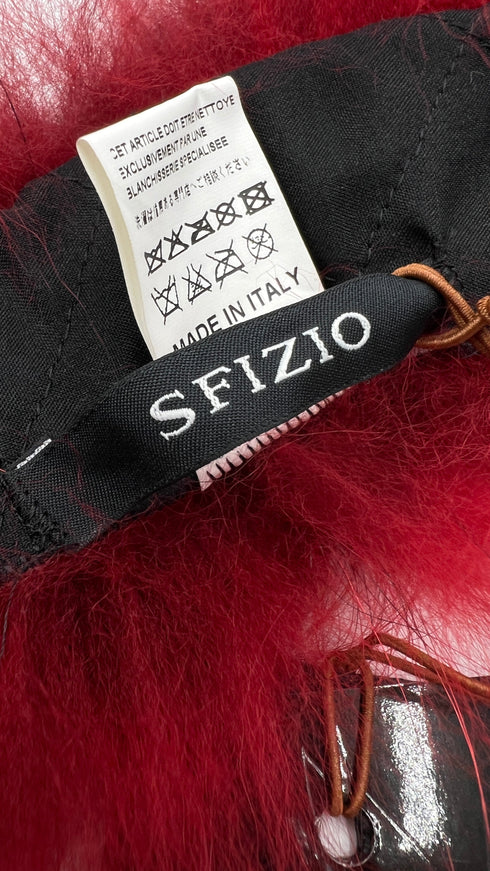 CET ARTICLE DOIT ETRE NETTOYE
EXCLUSIVEMENT PAR UNE
BLANCHISSERIE SPECIALISEE
MADE IN ITALY
SFIZIO